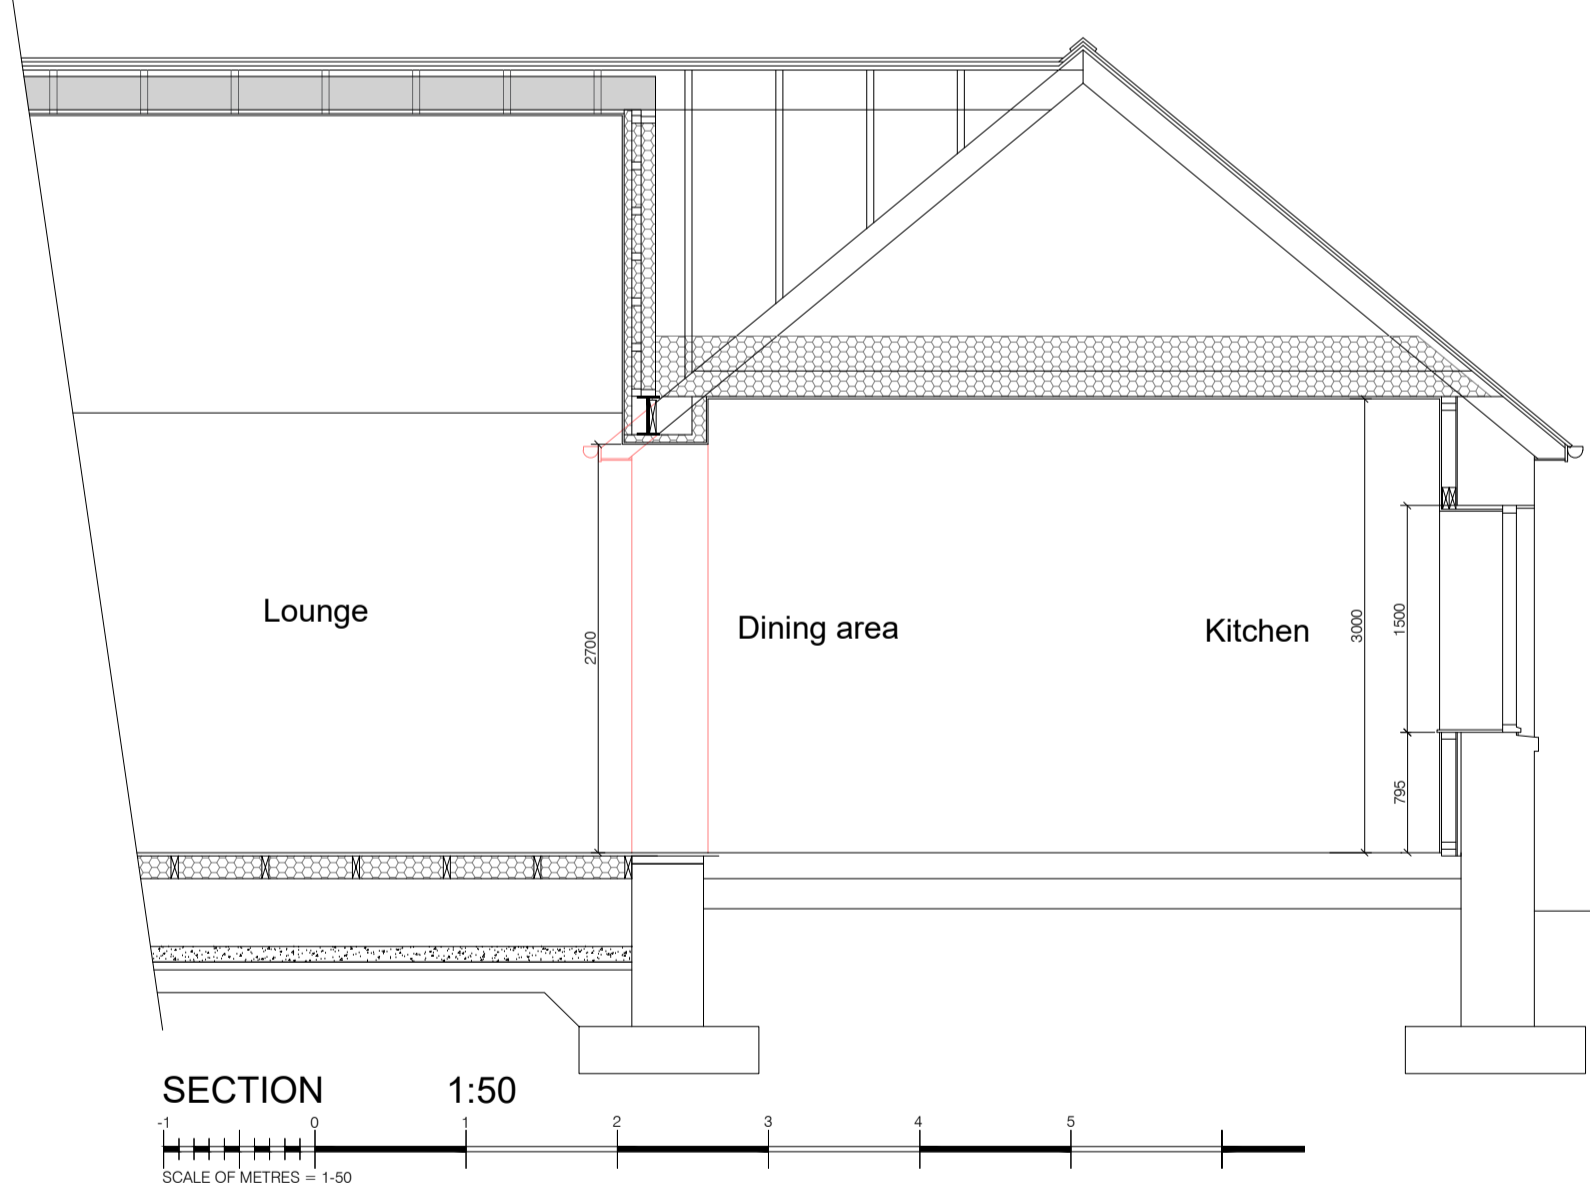 Lounge
Dining area
Kitchen
2700
3000
1500
795
SECTION 1:50
-1 0 1 2 3 4 5
SCALE OF METRES = 1-50